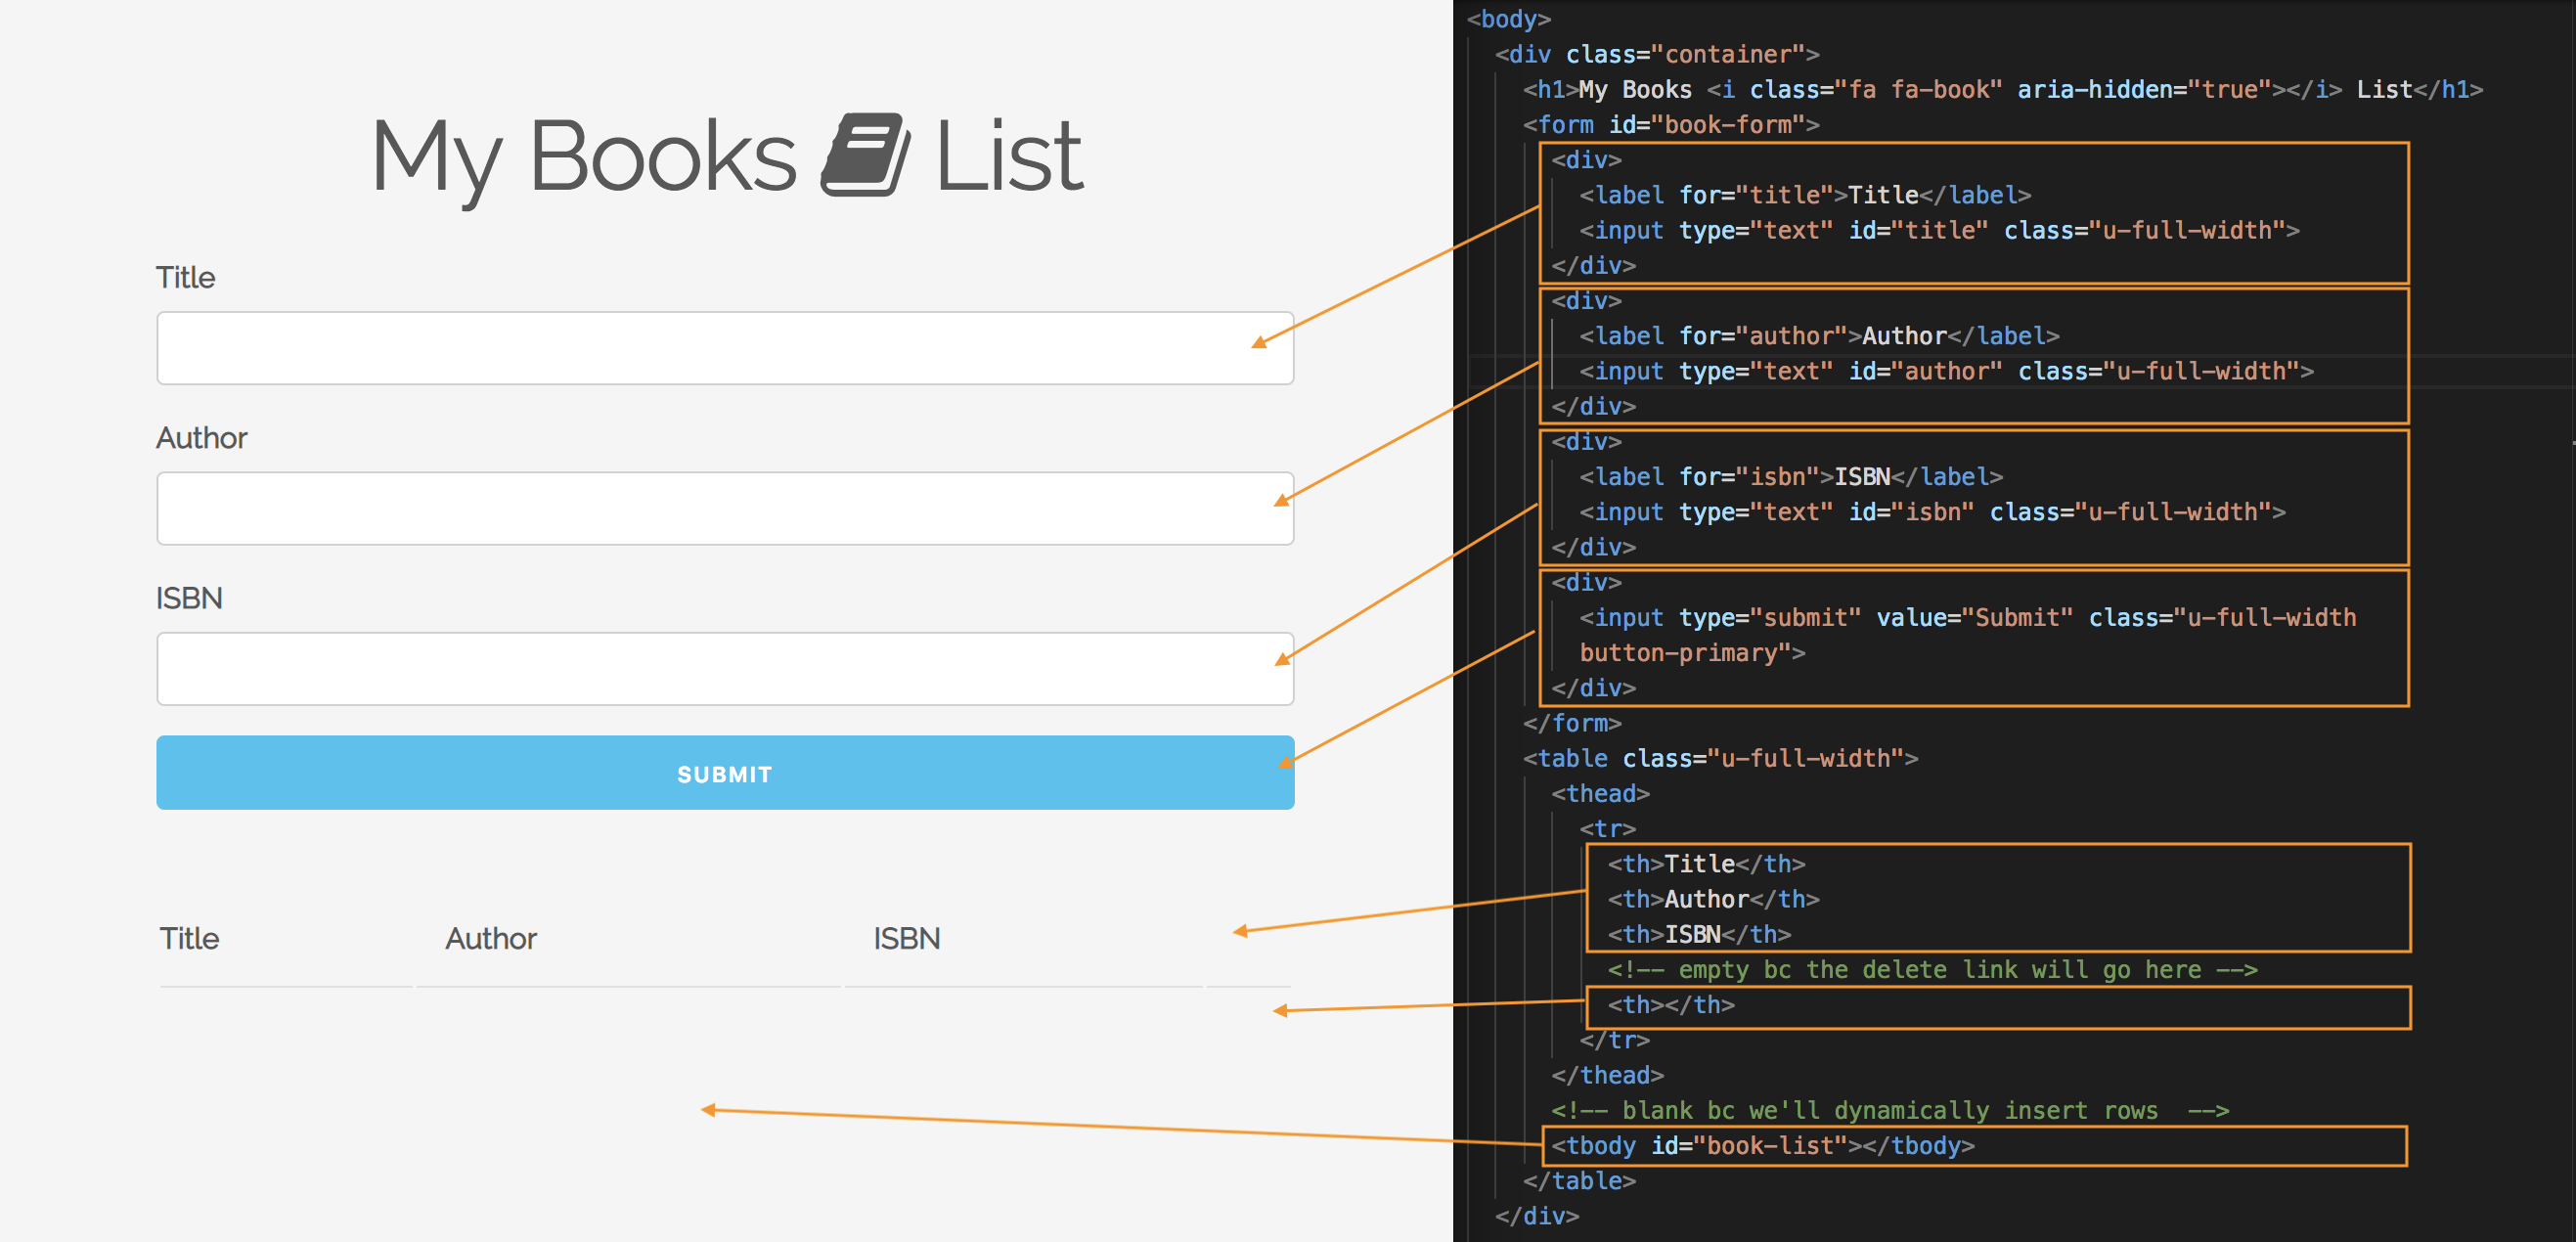 My Books List
Title
Author
ISBN
SUBMIT
Title Author ISBN
<body>
<div class="container">
<h1>My Books <i class="fa fa-book" aria-hidden="true"></i> List</h1>
<form id="book-form">
<div>
<label for="title">Title</label>
<input type="text" id="title" class="u-full-width">
</div>
<div>
<label for="author">Author</label>
<input type="text" id="author" class="u-full-width">
</div>
<div>
<label for="isbn">ISBN</label>
<input type="text" id="isbn" class="u-full-width">
</div>
<div>
<input type="submit" value="Submit" class="u-full-width
button-primary">
</div>
</form>
<table class="u-full-width">
<thead>
<tr>
<th>Title</th>
<th>Author</th>
<th>ISBN</th>
<!-- empty bc the delete link will go here -->
<th></th>
</tr>
</thead>
<!-- blank bc we'll dynamically insert rows  -->
<tbody id="book-list"></tbody>
</table>
</div>